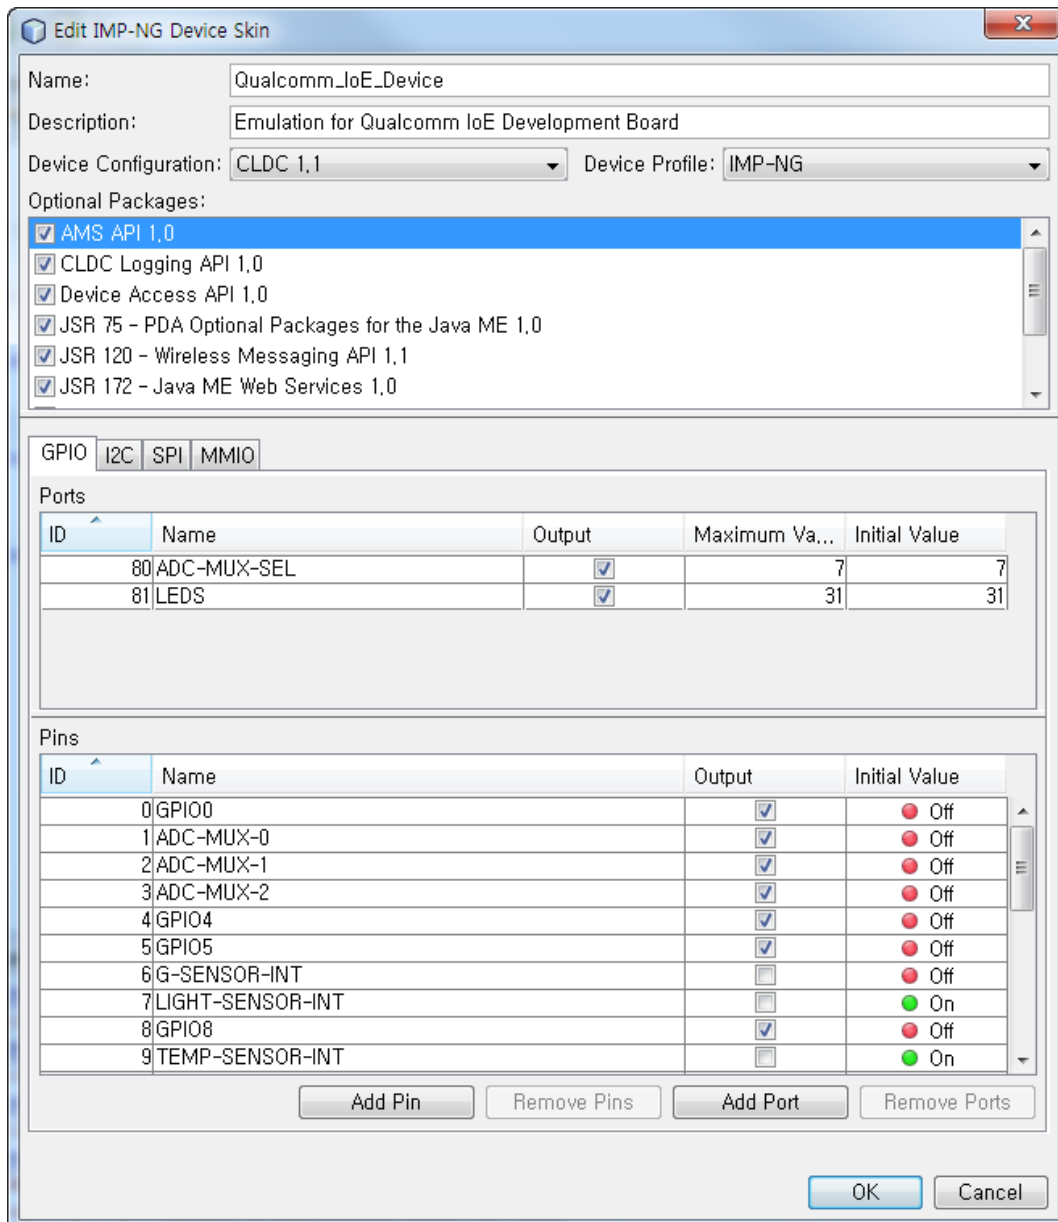 Edit IMP-NG Device Skin
Name: Qualcomm_IoE_Device
Description: Emulation for Qualcomm IoE Development Board
Device Configuration: CLDC 1,1 Device Profile: IMP-NG
Optional Packages:
AMS API 1,0
CLDC Logging API 1,0
Device Access API 1,0
JSR 75 - PDA Optional Packages for the Java ME 1,0
JSR 120 - Wireless Messaging API 1,1
JSR 172 - Java ME Web Services 1,0
GPIO I2C SPI MMIO
Ports
ID Name Output Maximum Va... Initial Value
80 ADC-MUX-SEL 7 7
81 LEDS 31 31
Pins
ID Name Output Initial Value
0 GPIO0 Off
1 ADC-MUX-0 Off
2 ADC-MUX-1 Off
3 ADC-MUX-2 Off
4 GPIO4 Off
5 GPIO5 Off
6 G-SENSOR-INT Off
7 LIGHT-SENSOR-INT On
8 GPIO8 Off
9 TEMP-SENSOR-INT On
Add Pin Remove Pins Add Port Remove Ports
OK Cancel